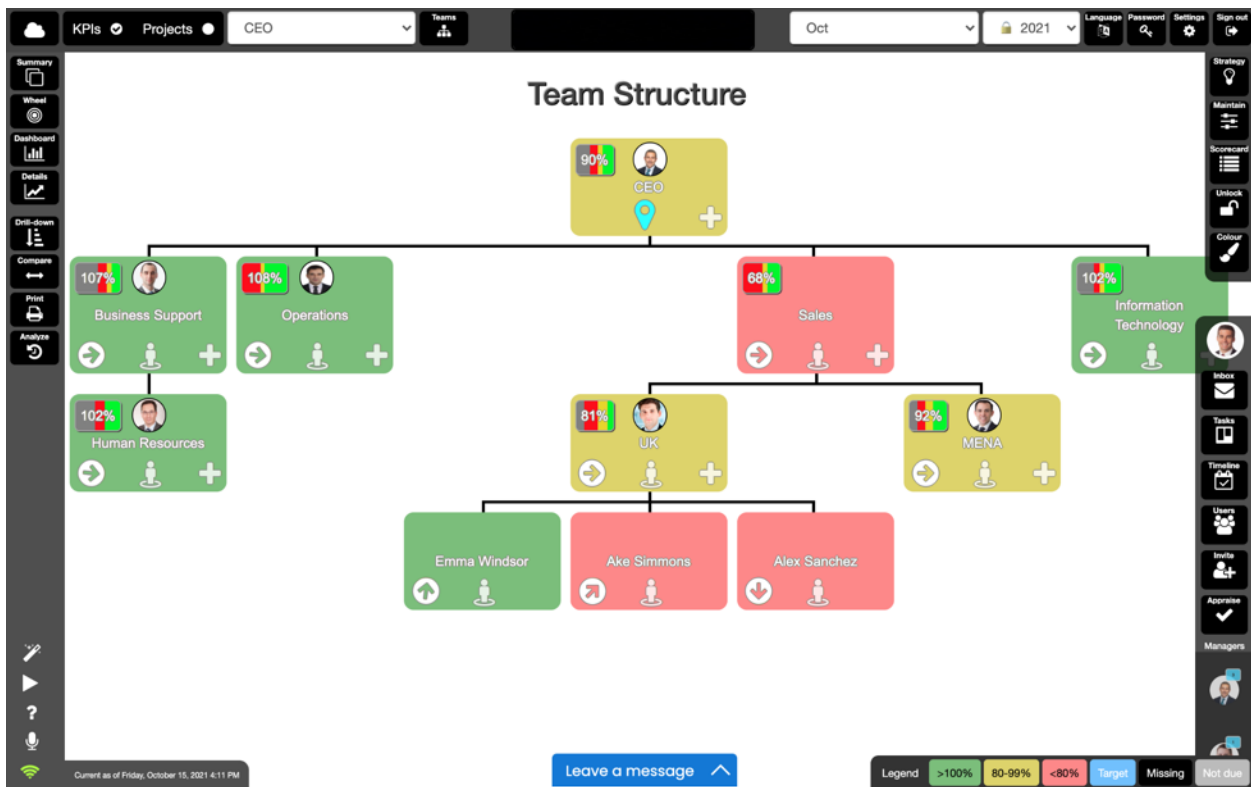 KPIs Projects CEO Teams Oct 2021 Language Password Settings Sign out
Summary
Wheel
Dashboard
Details
Drill-down
Compare
Print
Analyze
Team Structure
90%
CEO
107%
Business Support
108%
Operations
68%
Sales
102%
Information
Technology
102%
Human Resources
81%
UK
92%
MENA
Emma Windsor
Ake Simmons
Alex Sanchez
Strategy
Maintain
Scorecard
Unlock
Colour
Inbox
Tasks
Timeline
Users
Invite
Appraise
Managers
?
Current as of Friday, October 15, 2021 4:11 PM
Leave a message
Legend >100% 80-99% <80% Target Missing Not due